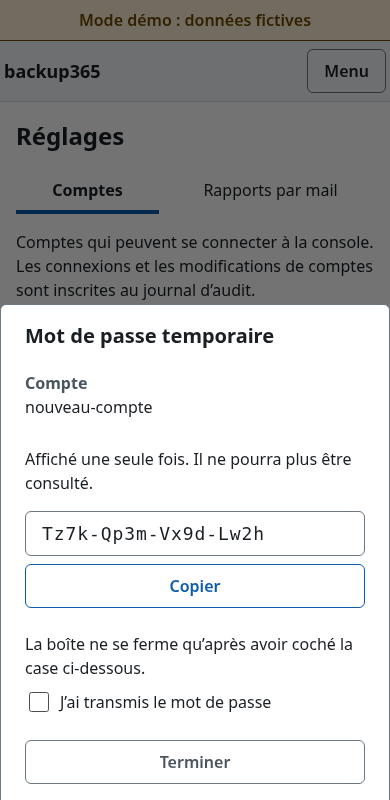 Mode démo : données fictives
backup365
Menu
Réglages
Comptes
Rapports par mail
Comptes qui peuvent se connecter à la console.
Les connexions et les modifications de comptes
sont inscrites au journal d’audit.
Mot de passe temporaire
Compte
nouveau-compte
Affiché une seule fois. Il ne pourra plus être
consulté.
Tz7k-Qp3m-Vx9d-Lw2h
Copier
La boîte ne se ferme qu’après avoir coché la
case ci-dessous.
J’ai transmis le mot de passe
Terminer